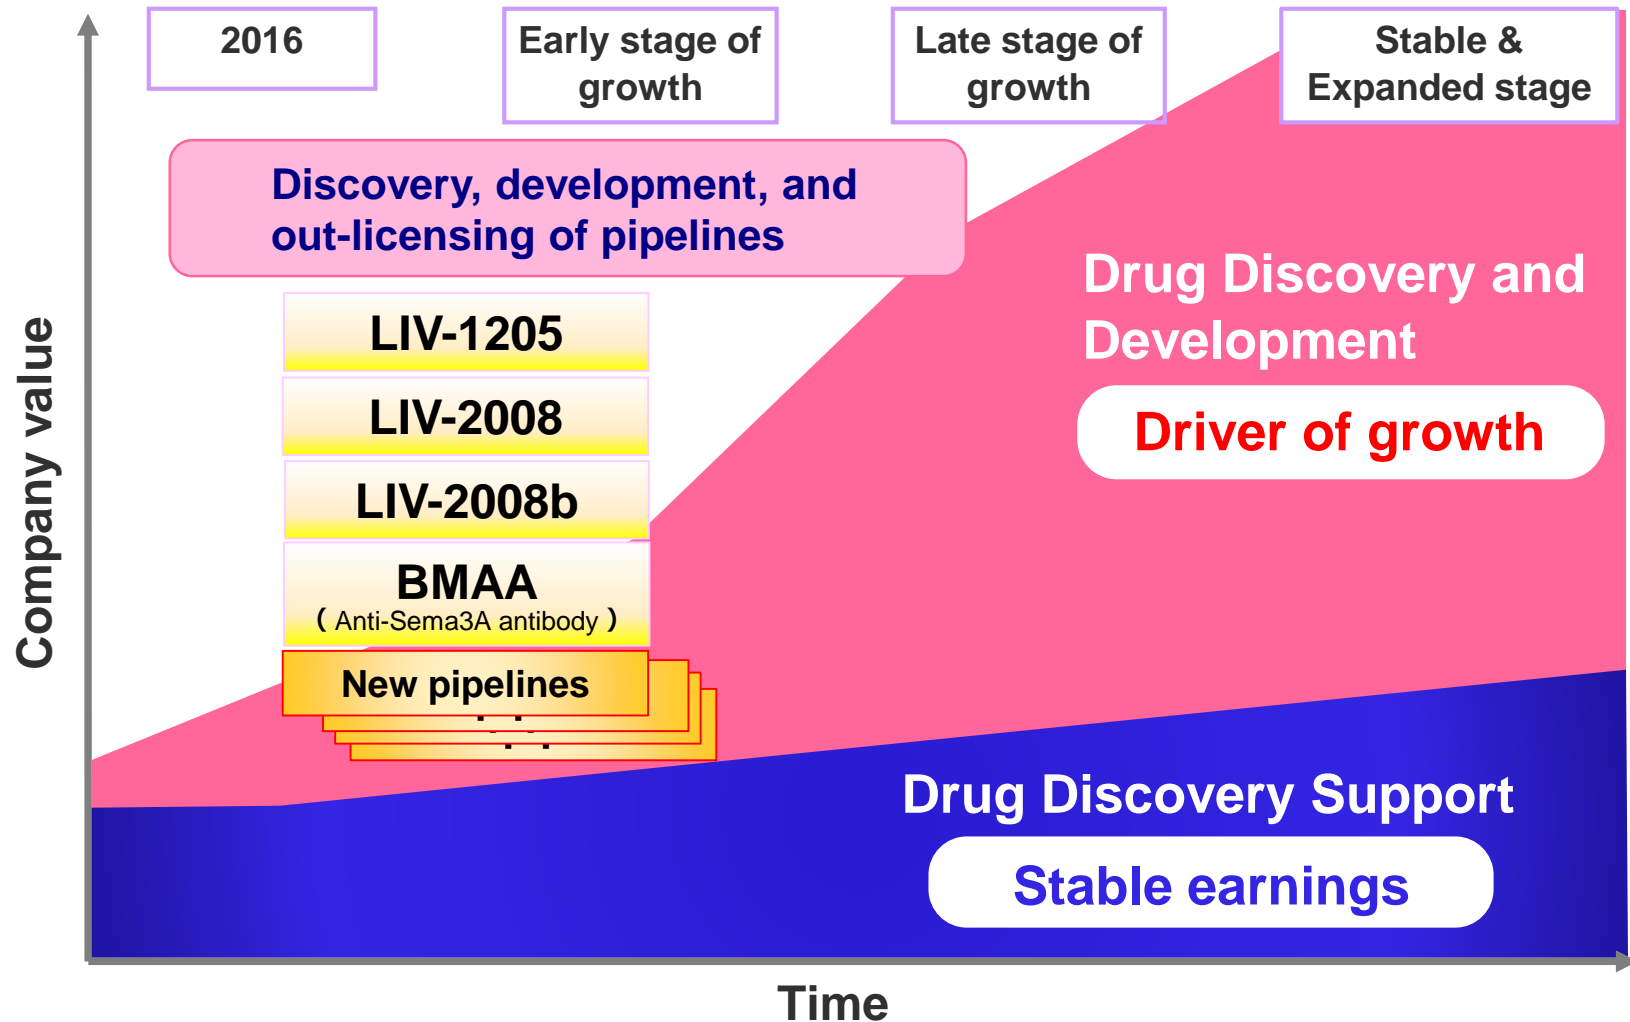 2016
Early stage of
growth
Late stage of
growth
Stable &
Expanded stage
Discovery, development, and
out-licensing of pipelines
LIV-1205
LIV-2008
LIV-2008b
BMAA
( Anti-Sema3A antibody )
New pipelines
Drug Discovery and
Development
Driver of growth
Drug Discovery Support
Stable earnings
Company value
Time